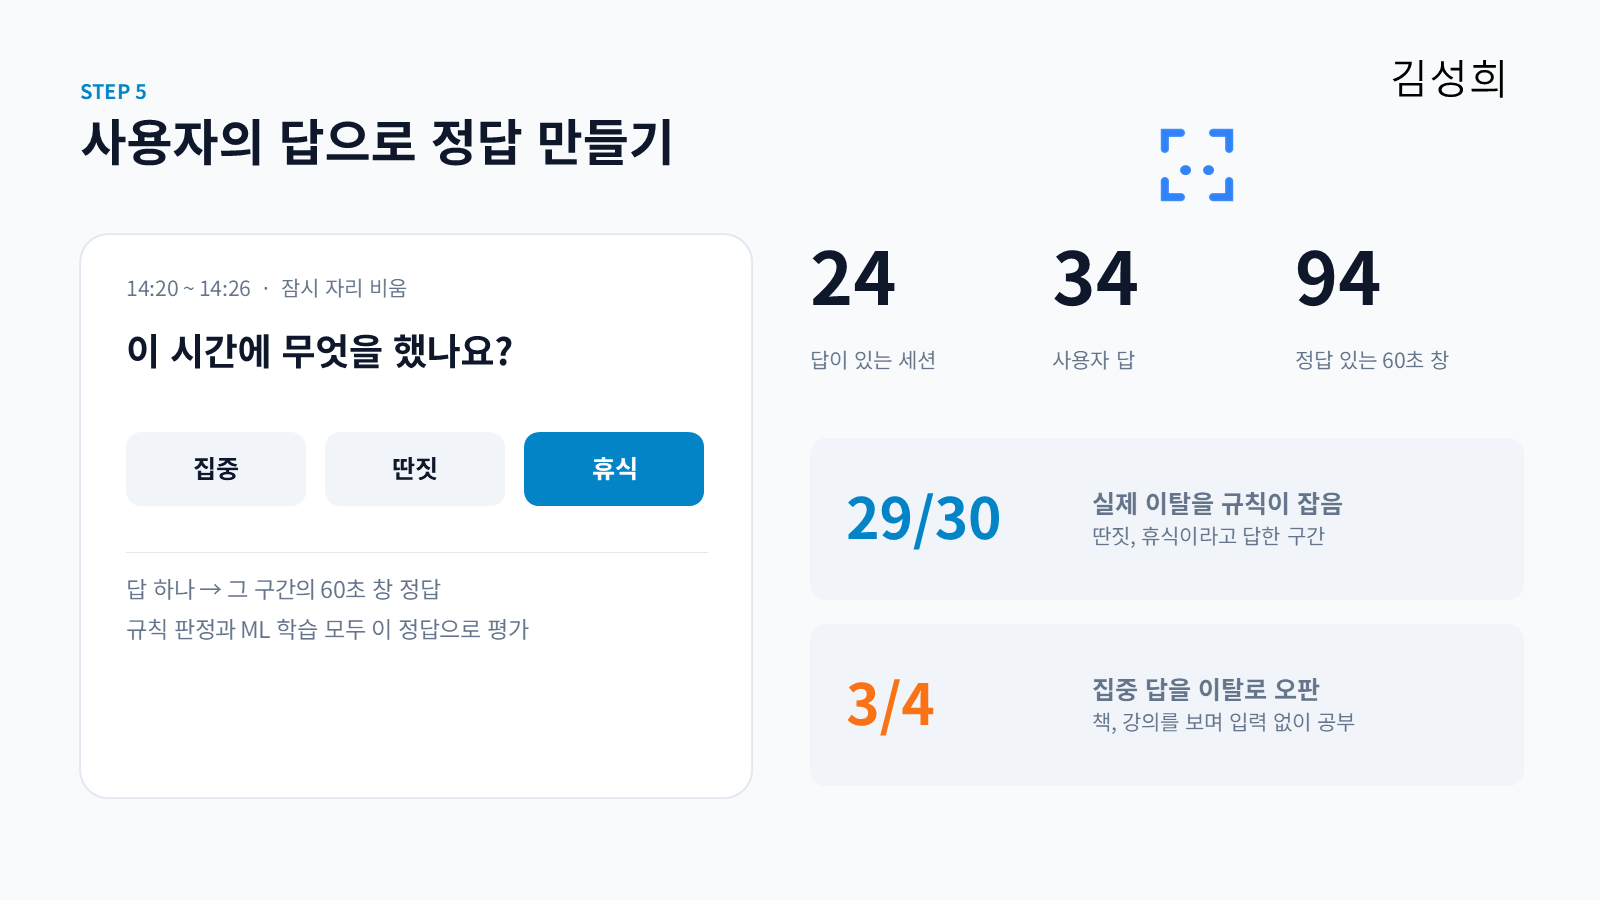 김성희
STEP 5
사용자의 답으로 정답 만들기
14:20 ~ 14:26 · 잠시 자리 비움
이 시간에 무엇을 했나요?
집중
딴짓
휴식
답 하나 → 그 구간의 60초 창 정답
규칙 판정과 ML 학습 모두 이 정답으로 평가
24
답이 있는 세션
34
사용자 답
94
정답 있는 60초 창
29/30
실제 이탈을 규칙이 잡음
딴짓, 휴식이라고 답한 구간
3/4
집중 답을 이탈로 오판
책, 강의를 보며 입력 없이 공부